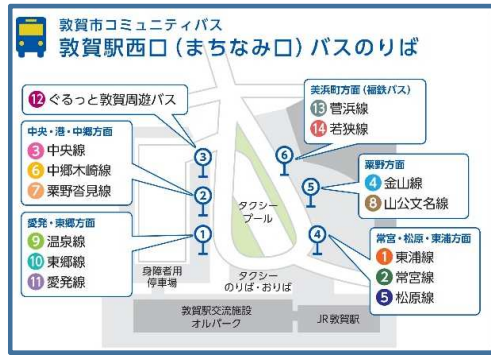 敦賀市コミュニティバス
敦賀駅西口(まちなみ口)バスのりば
12 ぐるっと敦賀周遊バス
中央・港・中郷方面
3 中央線
6 中郷木崎線
7 粟野沓見線
愛発・東郷方面
9 温泉線
10 東郷線
11 愛発線
美浜町方面(福鉄バス)
13 菅浜線
14 若狭線
粟野方面
4 金山線
8 山公文名線
常宮・松原・東浦方面
1 東浦線
2 常宮線
5 松原線
3
2
1
6
5
4
タクシー
プール
身障者用
停車場
タクシー
のりば・おりば
敦賀駅交流施設
オルパーク
JR敦賀駅